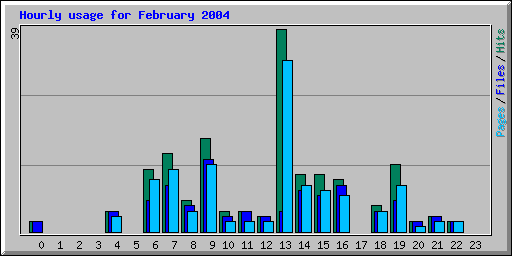 Hourly usage for February 2004
39
Pages/Files/Hits
0 1 2 3 4 5 6 7 8 9 10 11 12 13 14 15 16 17 18 19 20 21 22 23